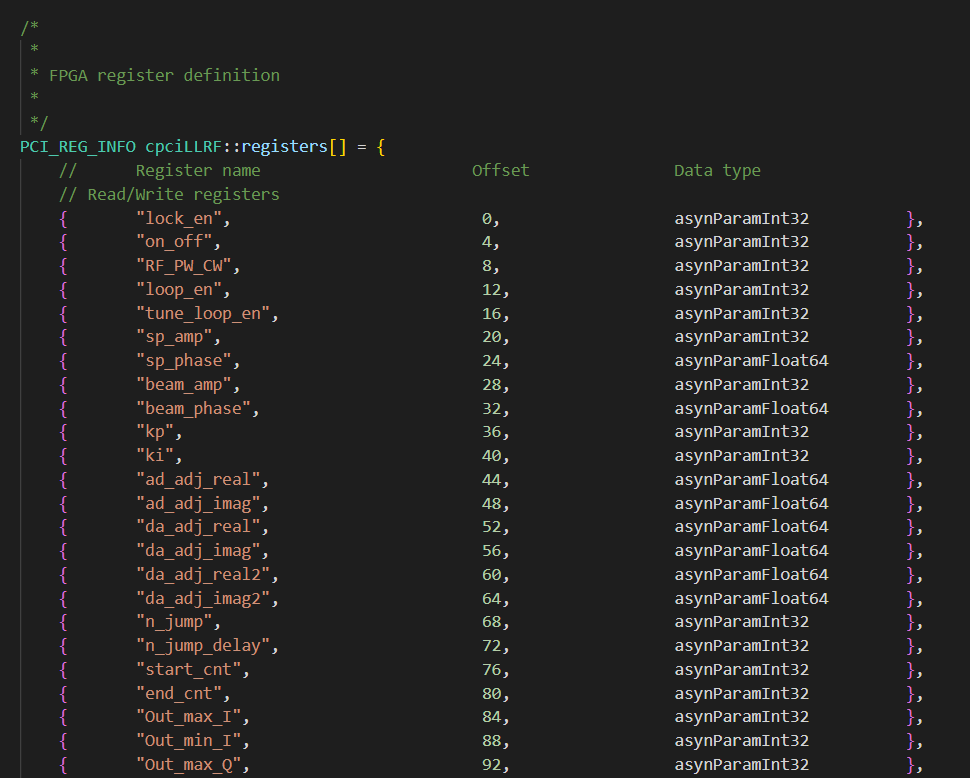 /*
*
* FPGA register definition
*
*/
PCI_REG_INFO cpciLLRF::registers[] = {
// Register name Offset Data type
// Read/Write registers
{ "lock_en", 0, asynParamInt32 },
{ "on_off", 4, asynParamInt32 },
{ "RF_PW_CW", 8, asynParamInt32 },
{ "loop_en", 12, asynParamInt32 },
{ "tune_loop_en", 16, asynParamInt32 },
{ "sp_amp", 20, asynParamInt32 },
{ "sp_phase", 24, asynParamFloat64 },
{ "beam_amp", 28, asynParamInt32 },
{ "beam_phase", 32, asynParamFloat64 },
{ "kp", 36, asynParamInt32 },
{ "ki", 40, asynParamInt32 },
{ "ad_adj_real", 44, asynParamFloat64 },
{ "ad_adj_imag", 48, asynParamFloat64 },
{ "da_adj_real", 52, asynParamFloat64 },
{ "da_adj_imag", 56, asynParamFloat64 },
{ "da_adj_real2", 60, asynParamFloat64 },
{ "da_adj_imag2", 64, asynParamFloat64 },
{ "n_jump", 68, asynParamInt32 },
{ "n_jump_delay", 72, asynParamInt32 },
{ "start_cnt", 76, asynParamInt32 },
{ "end_cnt", 80, asynParamInt32 },
{ "Out_max_I", 84, asynParamInt32 },
{ "Out_min_I", 88, asynParamInt32 },
{ "Out_max_Q", 92, asynParamInt32 },